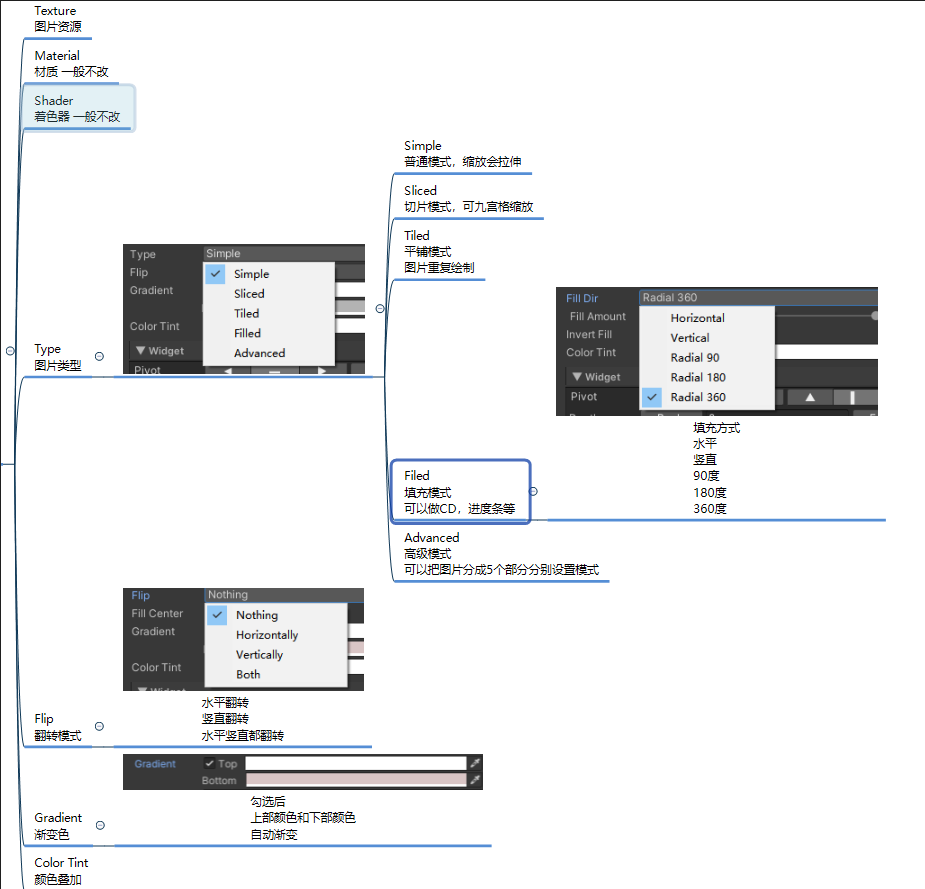 Texture
图片资源
Material
材质 一般不改
Shader
着色器 一般不改
Type
图片类型
Type Simple
Flip
Gradient
Color Tint
Widget
Pivot
Simple
Sliced
Tiled
Filled
Advanced
Simple
普通模式，缩放会拉伸
Sliced
切片模式，可九宫格缩放
Tiled
平铺模式
图片重复绘制
Filed
填充模式
可以做CD，进度条等
Fill Dir Radial 360
Fill Amount
Invert Fill
Color Tint
Widget
Pivot
Horizontal
Vertical
Radial 90
Radial 180
Radial 360
填充方式
水平
竖直
90度
180度
360度
Advanced
高级模式
可以把图片分成5个部分分别设置模式
Flip
翻转模式
Flip Nothing
Fill Center
Gradient
Color Tint
Widget
Nothing
Horizontally
Vertically
Both
水平翻转
竖直翻转
水平竖直都翻转
Gradient
渐变色
Gradient Top
Bottom
勾选后
上部颜色和下部颜色
自动渐变
Color Tint
颜色叠加